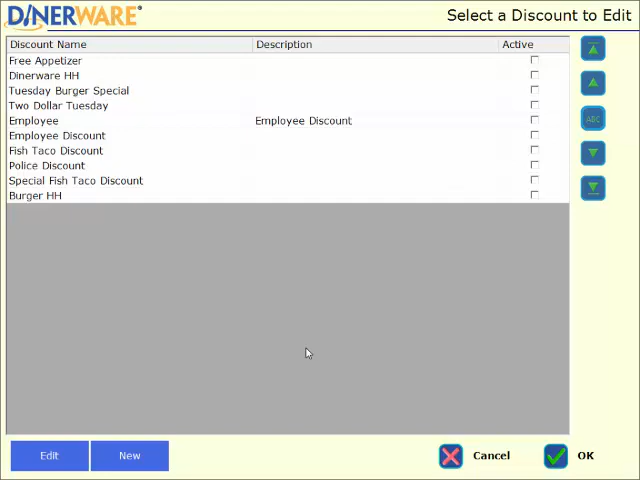 DINERWARE®
Select a Discount to Edit
Discount Name Description Active
Free Appetizer
Dinerware HH
Tuesday Burger Special
Two Dollar Tuesday
Employee Employee Discount
Employee Discount
Fish Taco Discount
Police Discount
Special Fish Taco Discount
Burger HH
ABC
Edit New Cancel OK